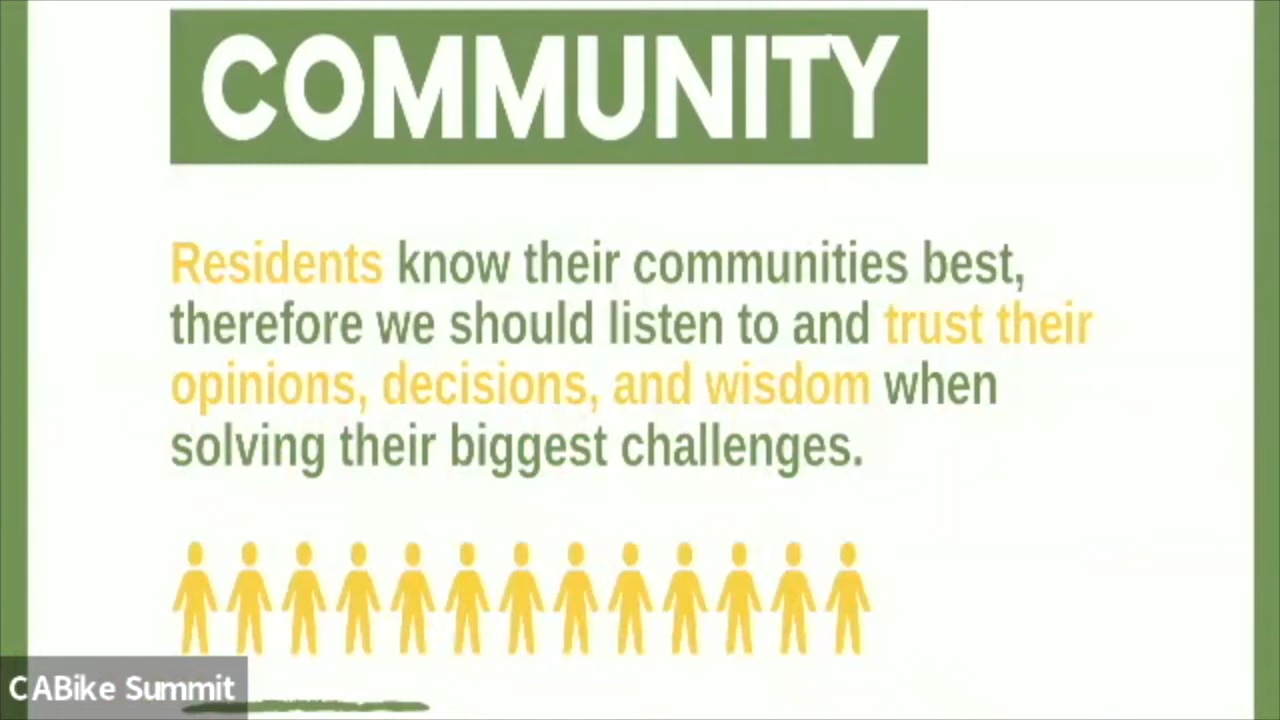 COMMUNITY
Residents know their communities best,
therefore we should listen to and trust their
opinions, decisions, and wisdom when
solving their biggest challenges.
CABike Summit